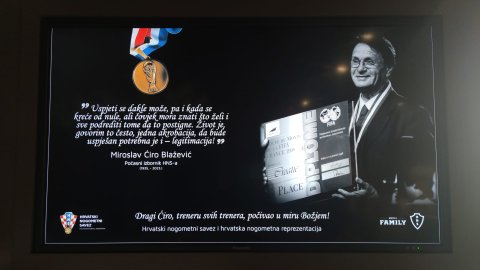 „ Uspjeti se dakle može, pa i kada se
kreće od nule, ali čovjek mora znati što želi i
sve podrediti tome da to postigne. Život je,
govorim to često, jedna akrobacija, da bude
uspješan potrebna je i – legitimacija! "
Miroslav Ćiro Blažević
Počasni izbornik HNS-a
(1935. - 2023.)
DIPLOME
PLACE
Dragi Ćiro, treneru svih trenera, počivao u miru Božjem!
Hrvatski nogometni savez i hrvatska nogometna reprezentacija
HRVATSKI
NOGOMETNI
SAVEZ
FAMILY